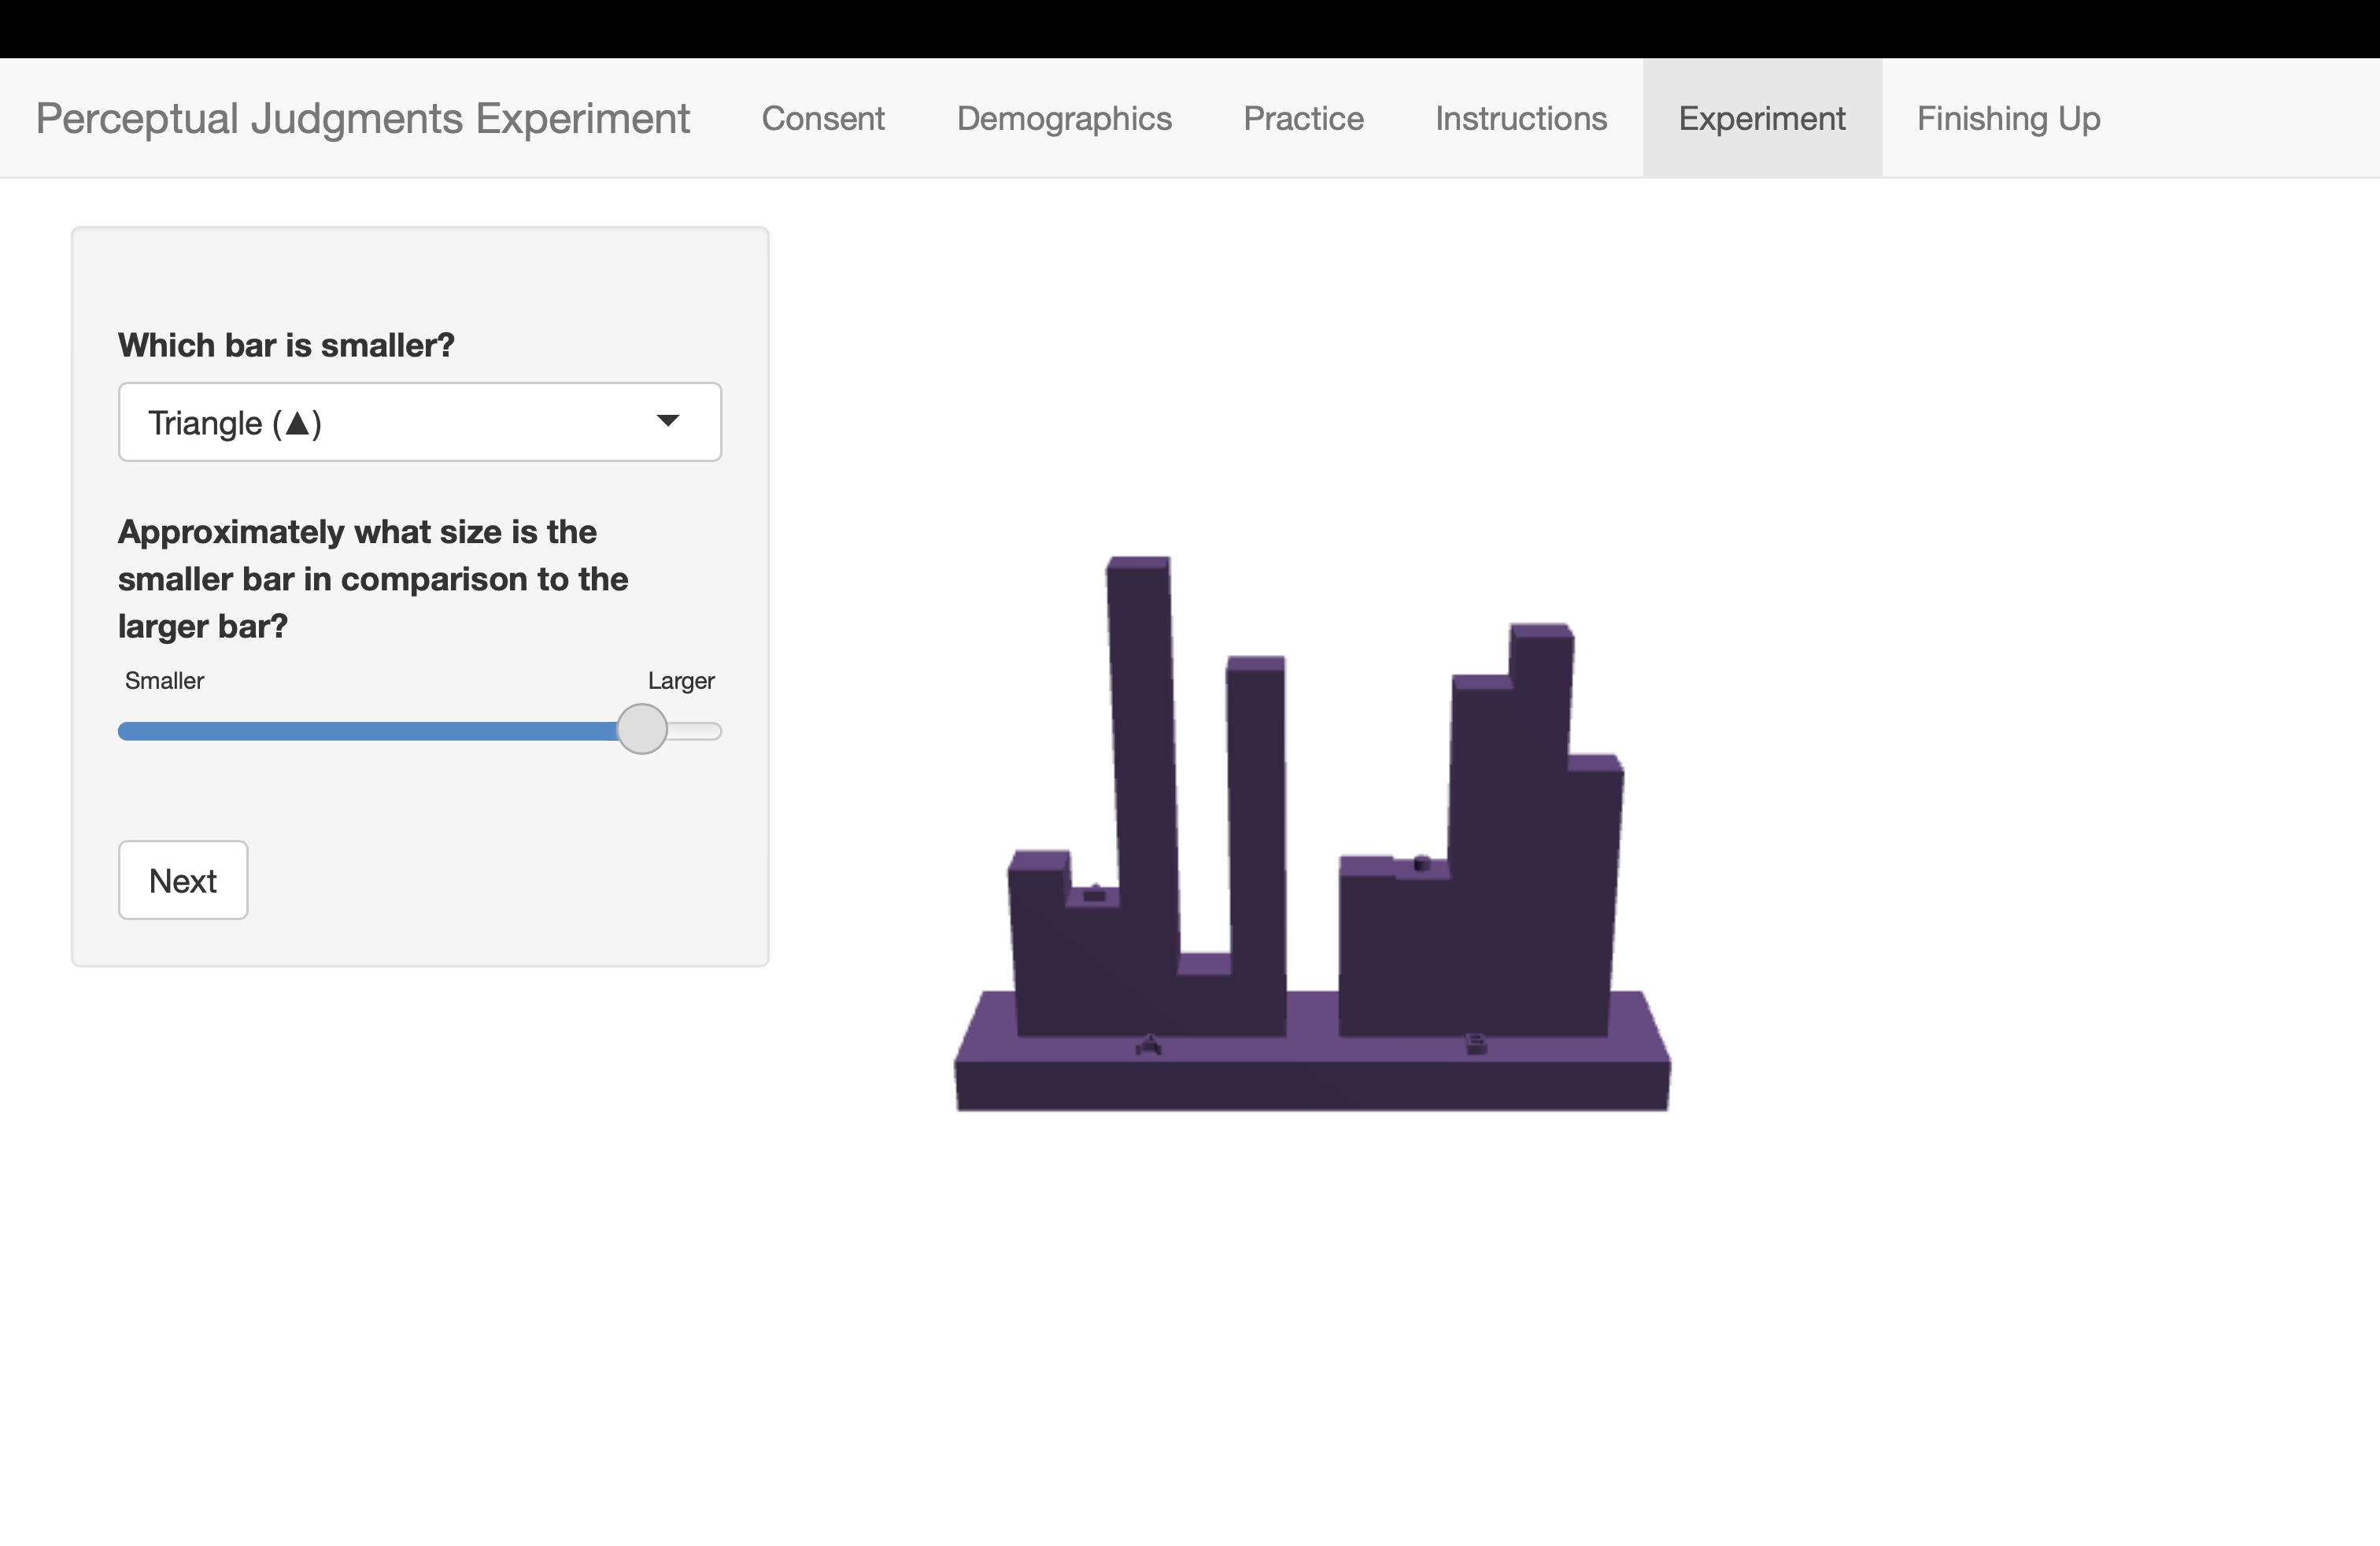 Perceptual Judgments Experiment Consent Demographics Practice Instructions Experiment Finishing Up
Which bar is smaller?
Triangle (▲)
Approximately what size is the
smaller bar in comparison to the
larger bar?
Smaller Larger
Next
A B